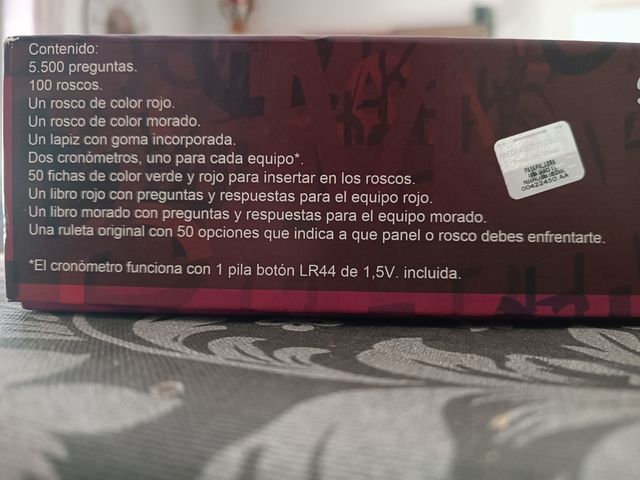 Contenido:
5.500 preguntas.
100 roscos.
Un rosco de color rojo.
Un rosco de color morado.
Un lapiz con goma incorporada.
Dos cronómetros, uno para cada equipo*.
50 fichas de color verde y rojo para insertar en los roscos.
Un libro rojo con preguntas y respuestas para el equipo rojo.
Un libro morado con preguntas y respuestas para el equipo morado.
Una ruleta original con 50 opciones que indica a que panel o rosco debes enfrentarte.
*El cronómetro funciona con 1 pila botón LR44 de 1,5V. incluida.
PASAPALABRA
00422450 AA